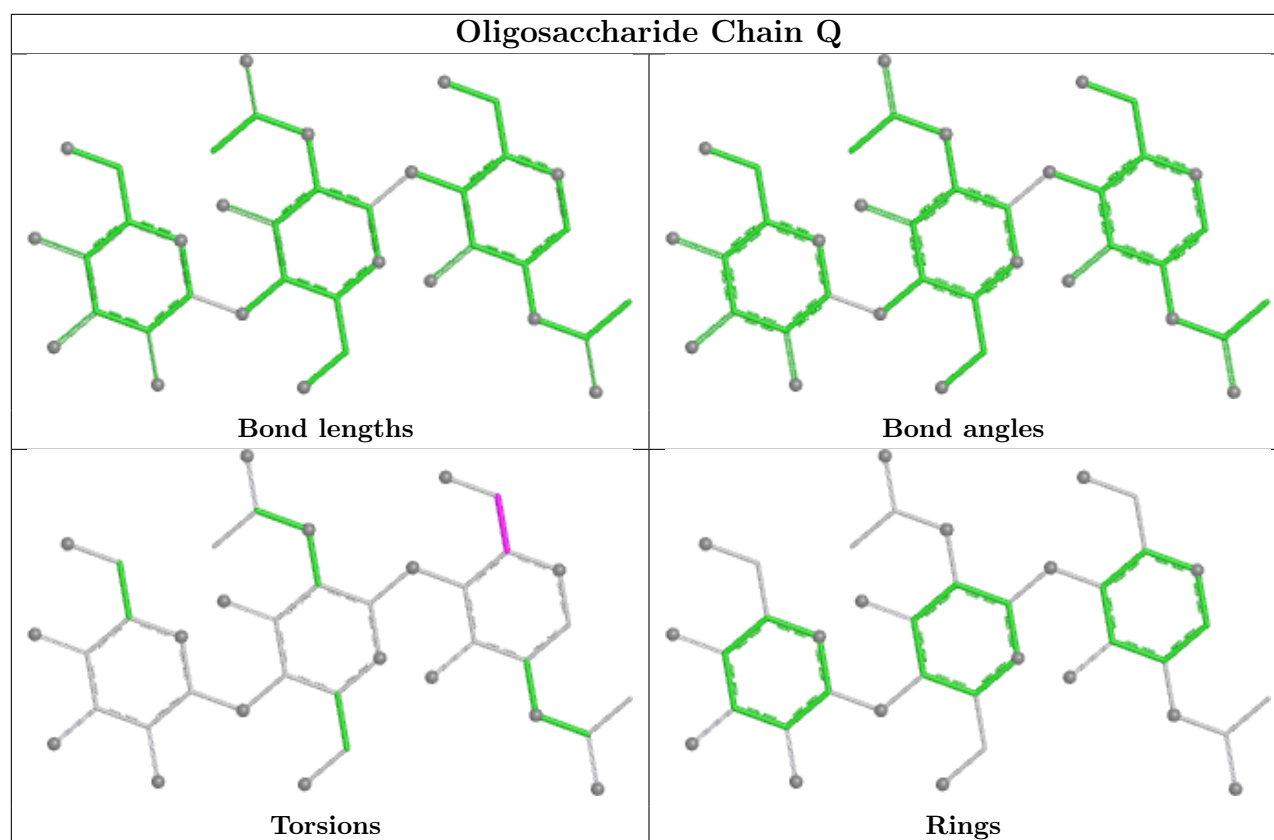 Oligosaccharide Chain Q
Bond lengths
Bond angles
Torsions
Rings